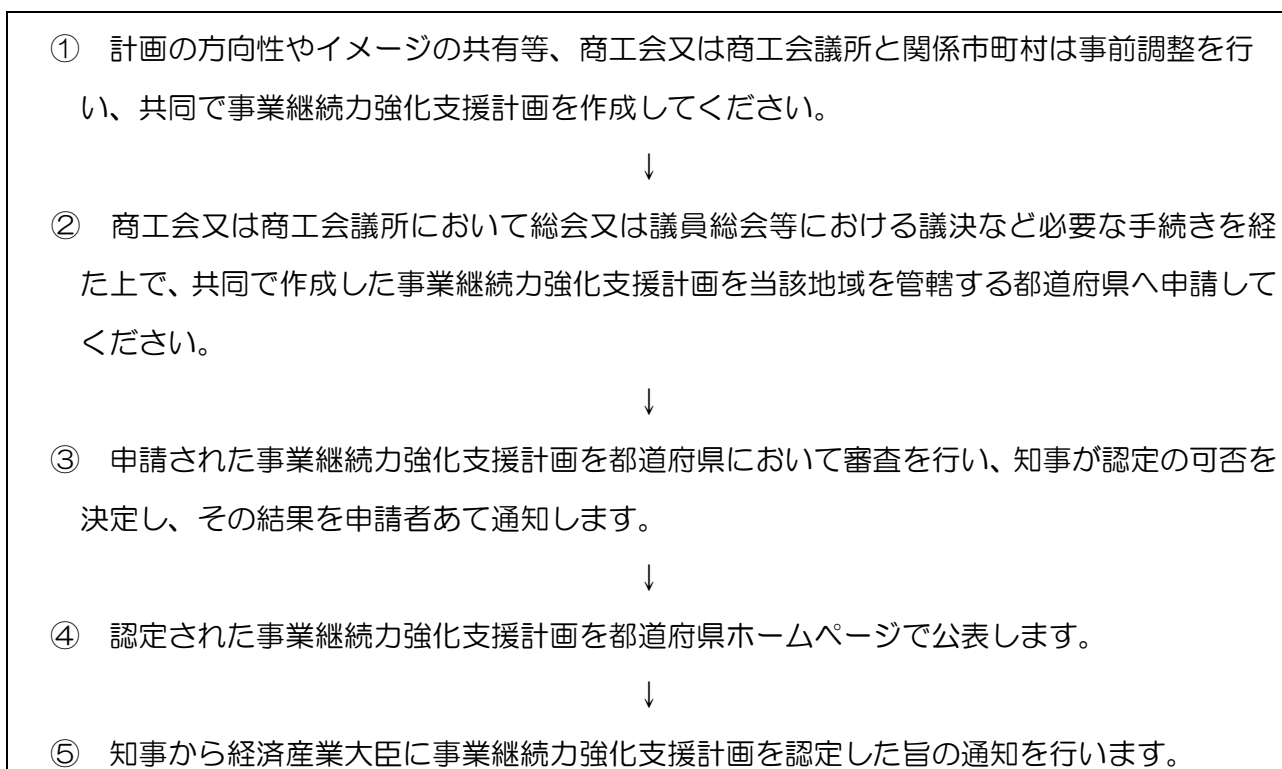 ① 計画の方向性やイメージの共有等、商工会又は商工会議所と関係市町村は事前調整を行
い、共同で事業継続力強化支援計画を作成してください。
↓
② 商工会又は商工会議所において総会又は議員総会等における議決など必要な手続きを経
た上で、共同で作成した事業継続力強化支援計画を当該地域を管轄する都道府県へ申請して
ください。
↓
③ 申請された事業継続力強化支援計画を都道府県において審査を行い、知事が認定の可否を
決定し、その結果を申請者あて通知します。
↓
④ 認定された事業継続力強化支援計画を都道府県ホームページで公表します。
↓
⑤ 知事から経済産業大臣に事業継続力強化支援計画を認定した旨の通知を行います。